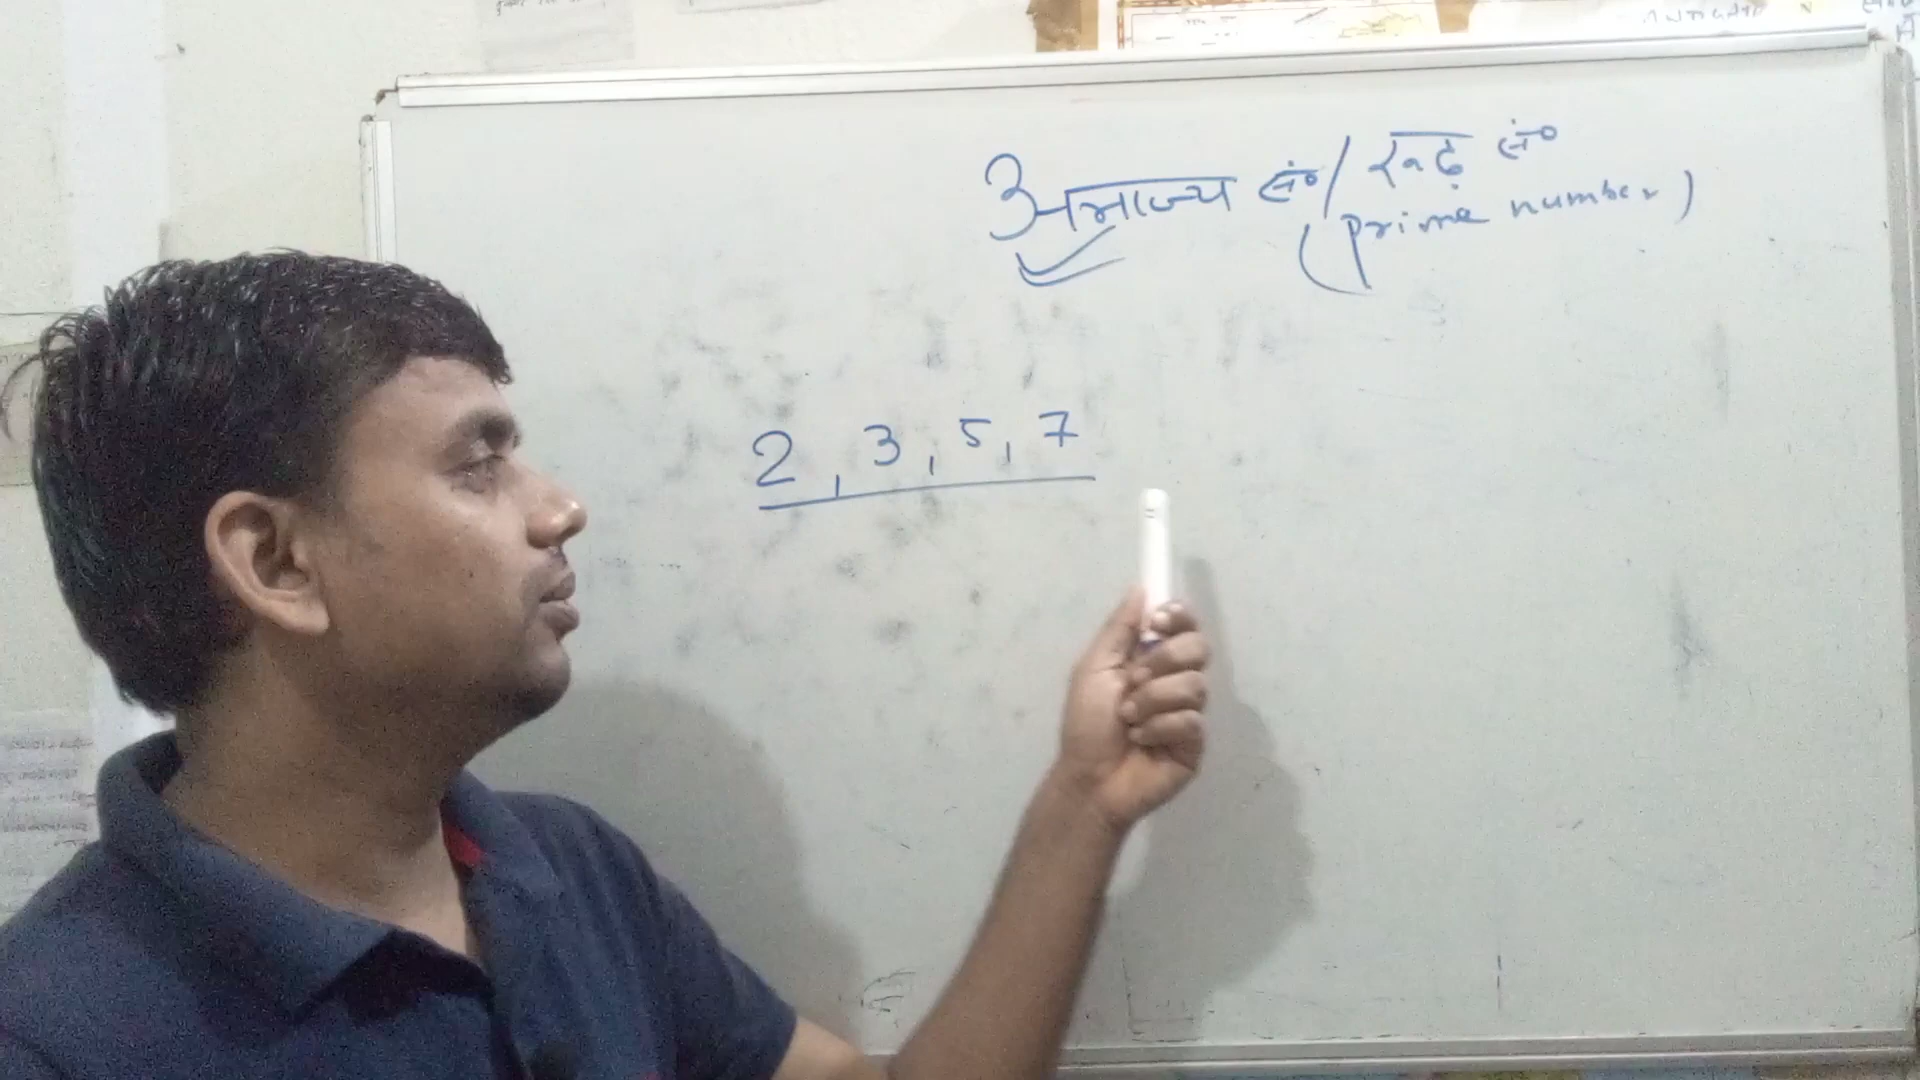 अभाज्य सं० / रूढ़ सं०
( prime number )
2 , 3 , 5 , 7